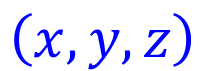 (x, y, z)